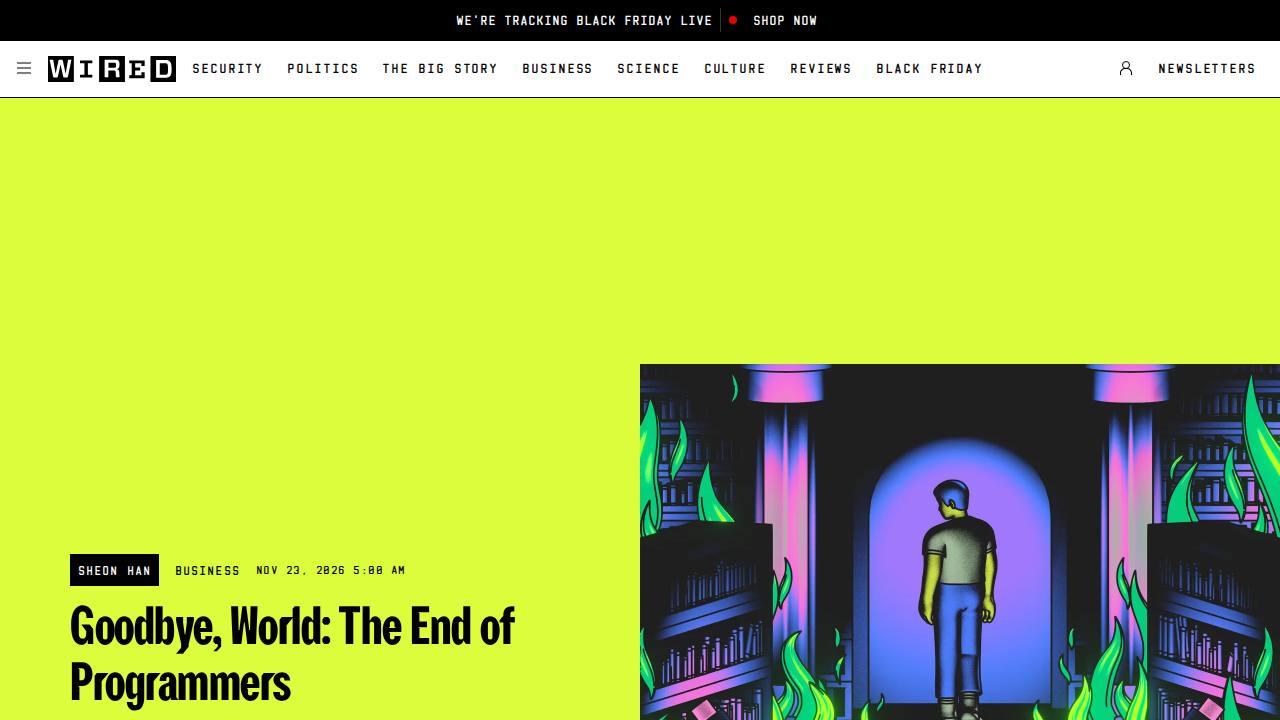 WE'RE TRACKING BLACK FRIDAY LIVE SHOP NOW
WIRED SECURITY POLITICS THE BIG STORY BUSINESS SCIENCE CULTURE REVIEWS BLACK FRIDAY NEWSLETTERS
SHEON HAN BUSINESS NOV 23, 2026 5:00 AM
Goodbye, World: The End of
Programmers